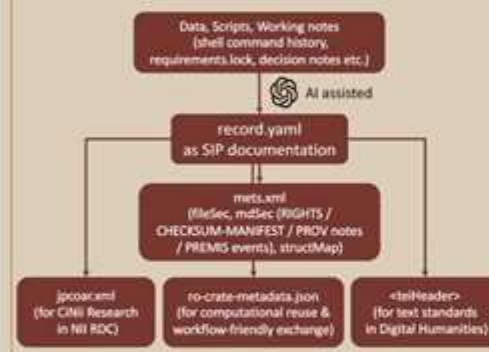 Data, Scripts, Working notes
(shell command history,
requirements.lock, decision notes etc.)
AI assisted
record.yaml
as SIP documentation
mets.xml
(fileSec, mdSec (RIGHTS /
CHECKSUM-MANIFEST / PROV notes
/ PREMIS events), structMap)
jpcoar.xml
(for CiNii Research
in NII RDC)
ro-crate-metadata.json
(for computational reuse &
workflow-friendly exchange)
<teiHeader>
(for text standards
in Digital Humanities)